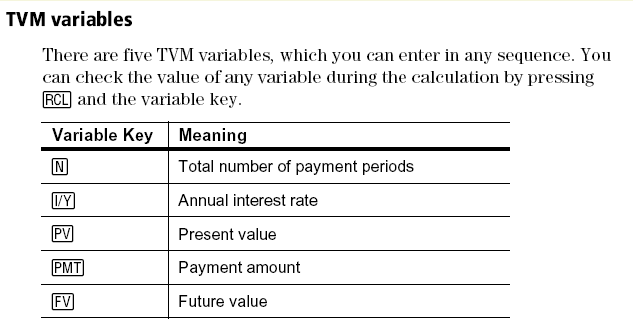 TVM variables
There are five TVM variables, which you can enter in any sequence. You
can check the value of any variable during the calculation by pressing
RCL and the variable key.
Variable Key Meaning
N Total number of payment periods
I/Y Annual interest rate
PV Present value
PMT Payment amount
FV Future value